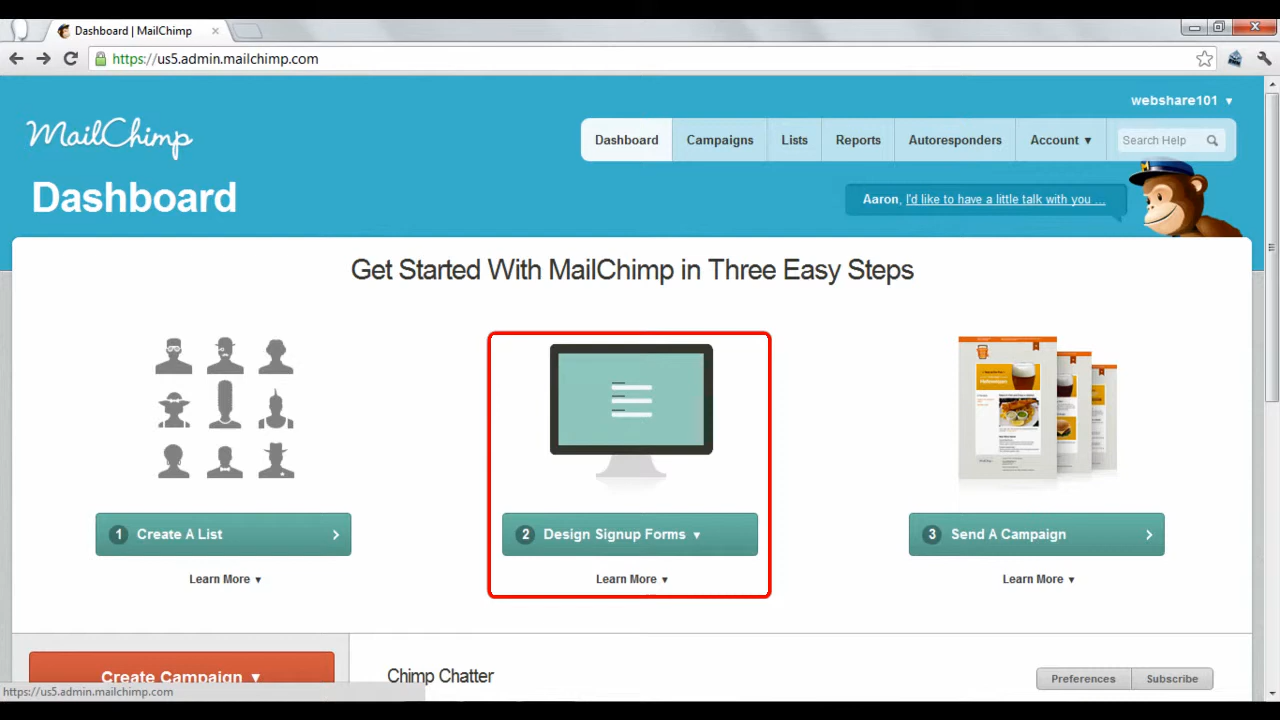 Dashboard | MailChimp
https://us5.admin.mailchimp.com
webshare101 ▼
MailChimp
Dashboard Campaigns Lists Reports Autoresponders Account ▼ Search Help
Dashboard
Aaron, I'd like to have a little talk with you ...
Get Started With MailChimp in Three Easy Steps
1 Create A List
2 Design Signup Forms ▼
3 Send A Campaign
Learn More ▼
Learn More ▼
Learn More ▼
Create Campaign ▼
Chimp Chatter
Preferences Subscribe
https://us5.admin.mailchimp.com